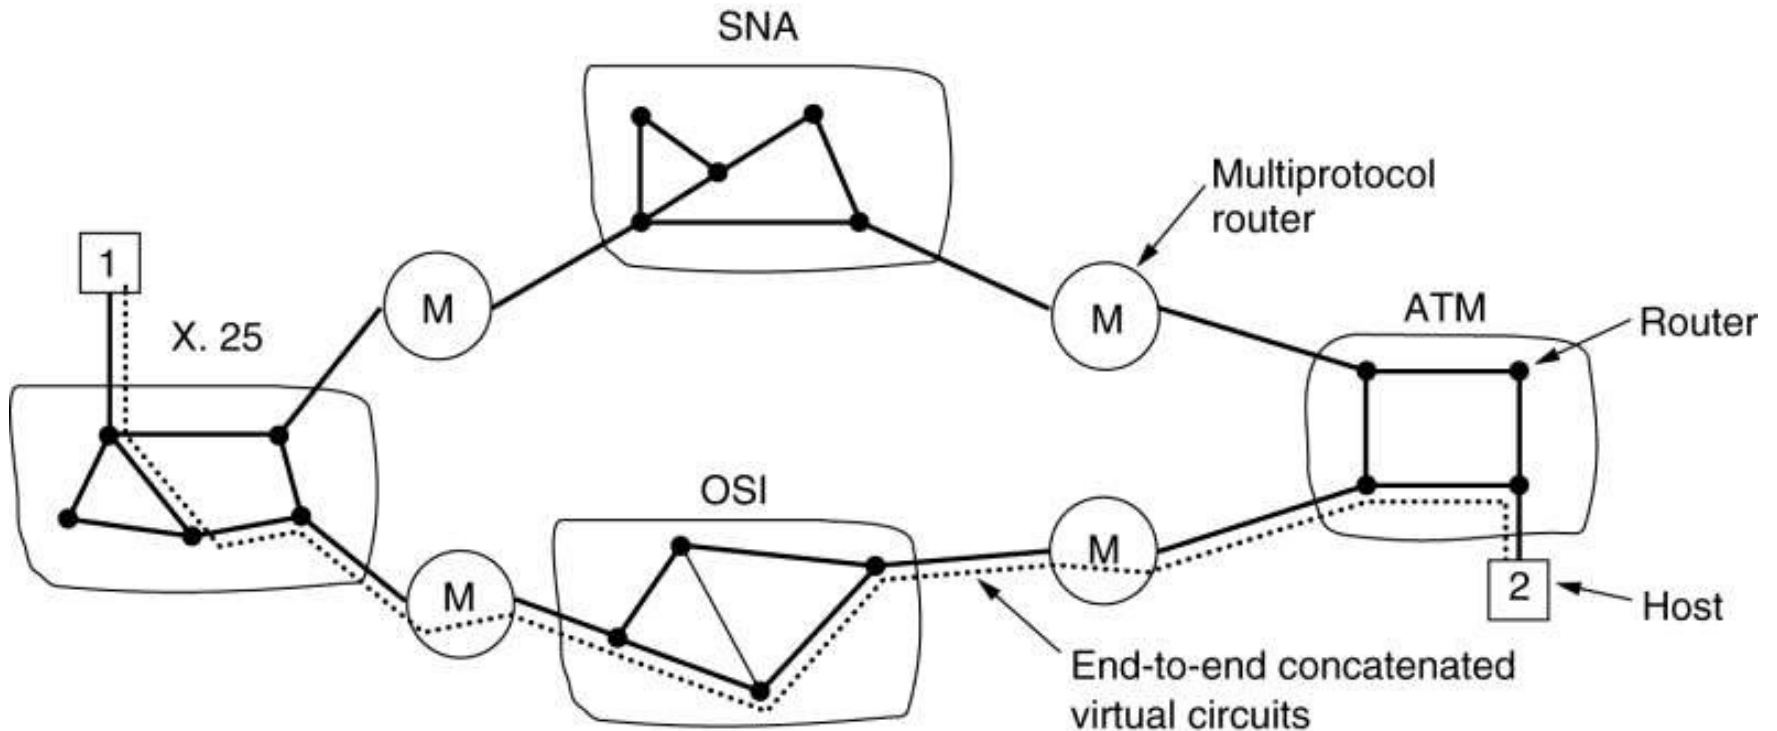 SNA
Multiprotocol
router
1
X. 25
M
M
ATM
Router
OSI
M
M
2
Host
End-to-end concatenated
virtual circuits